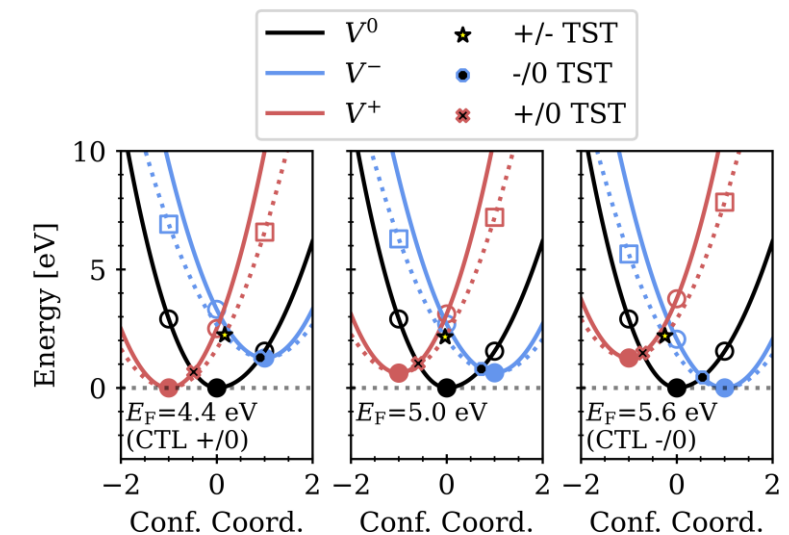 V⁰ +/- TST
V⁻ -/0 TST
V⁺ +/0 TST
Energy [eV]
10
5
0
E_F=4.4 eV
(CTL +/0)
E_F=5.0 eV
E_F=5.6 eV
(CTL -/0)
−2 0 2 −2 0 2 −2 0 2
Conf. Coord. Conf. Coord. Conf. Coord.